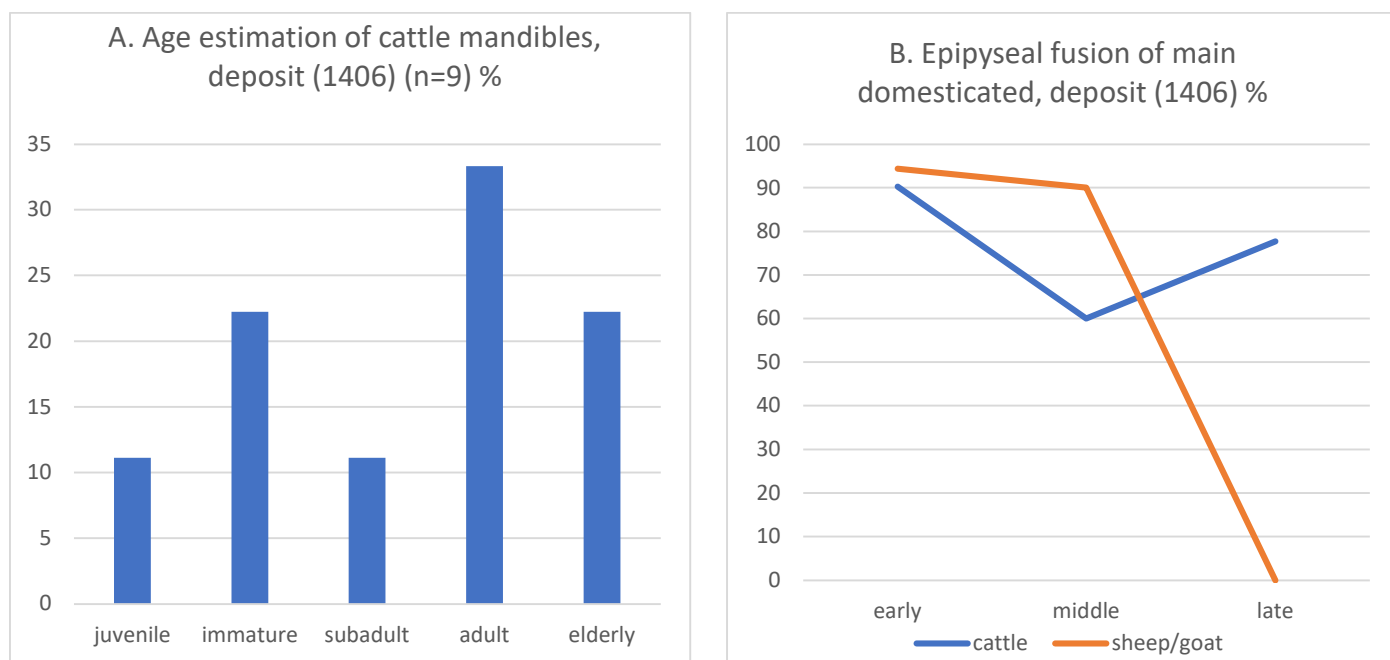 A. Age estimation of cattle mandibles,
deposit (1406) (n=9) %
35
30
25
20
15
10
5
0
juvenile immature subadult adult elderly
B. Epipyseal fusion of main
domesticated, deposit (1406) %
100
90
80
70
60
50
40
30
20
10
0
early middle late
cattle sheep/goat